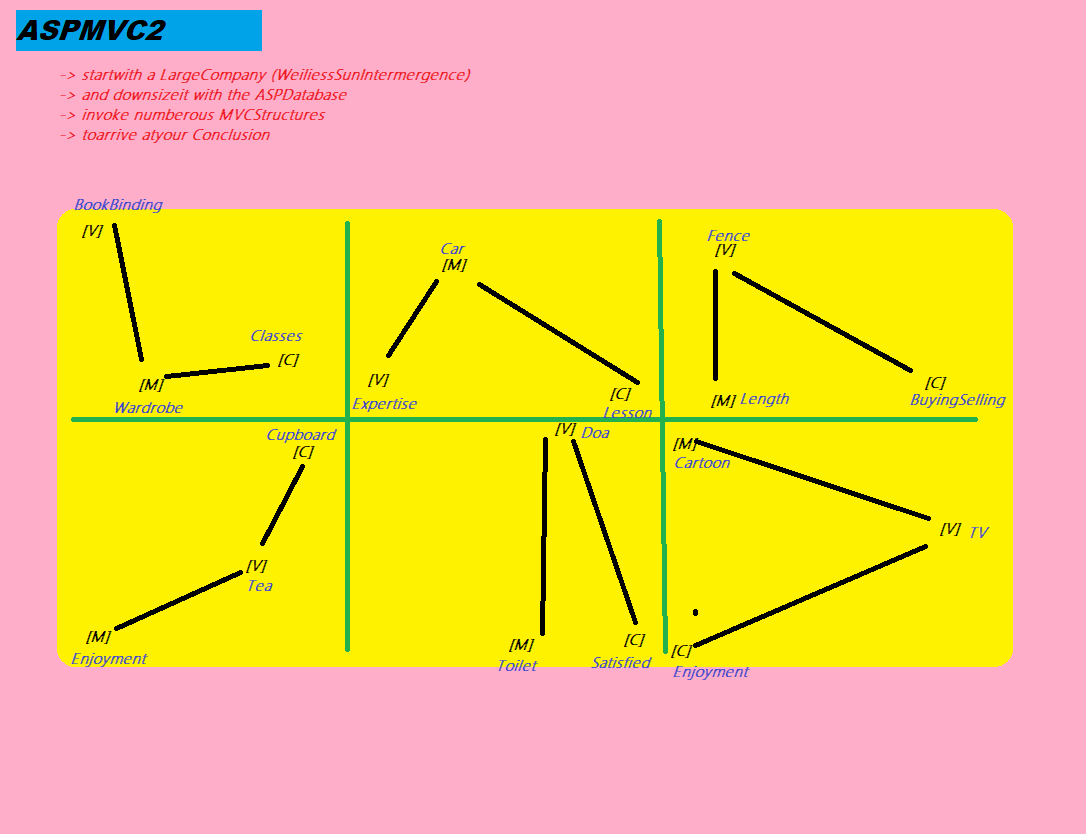 ASPMVC2
-> startwith a LargeCompany (WeiliessSunIntermergence)
-> and downsizeit with the ASPDatabase
-> invoke numberous MVCStructures
-> toarrive atyour Conclusion
BookBinding
[V]
Classes
[C]
[M]
Wardrobe
Car
[M]
[V]
Expertise
[C]
Lesson
Fence
[V]
[M] Length
[C]
BuyingSelling
Cupboard
[C]
[V]
Tea
[M]
Enjoyment
[V] Doa
[M]
Toilet
[C]
Satisfied
[M]
Cartoon
[V] TV
[C]
Enjoyment